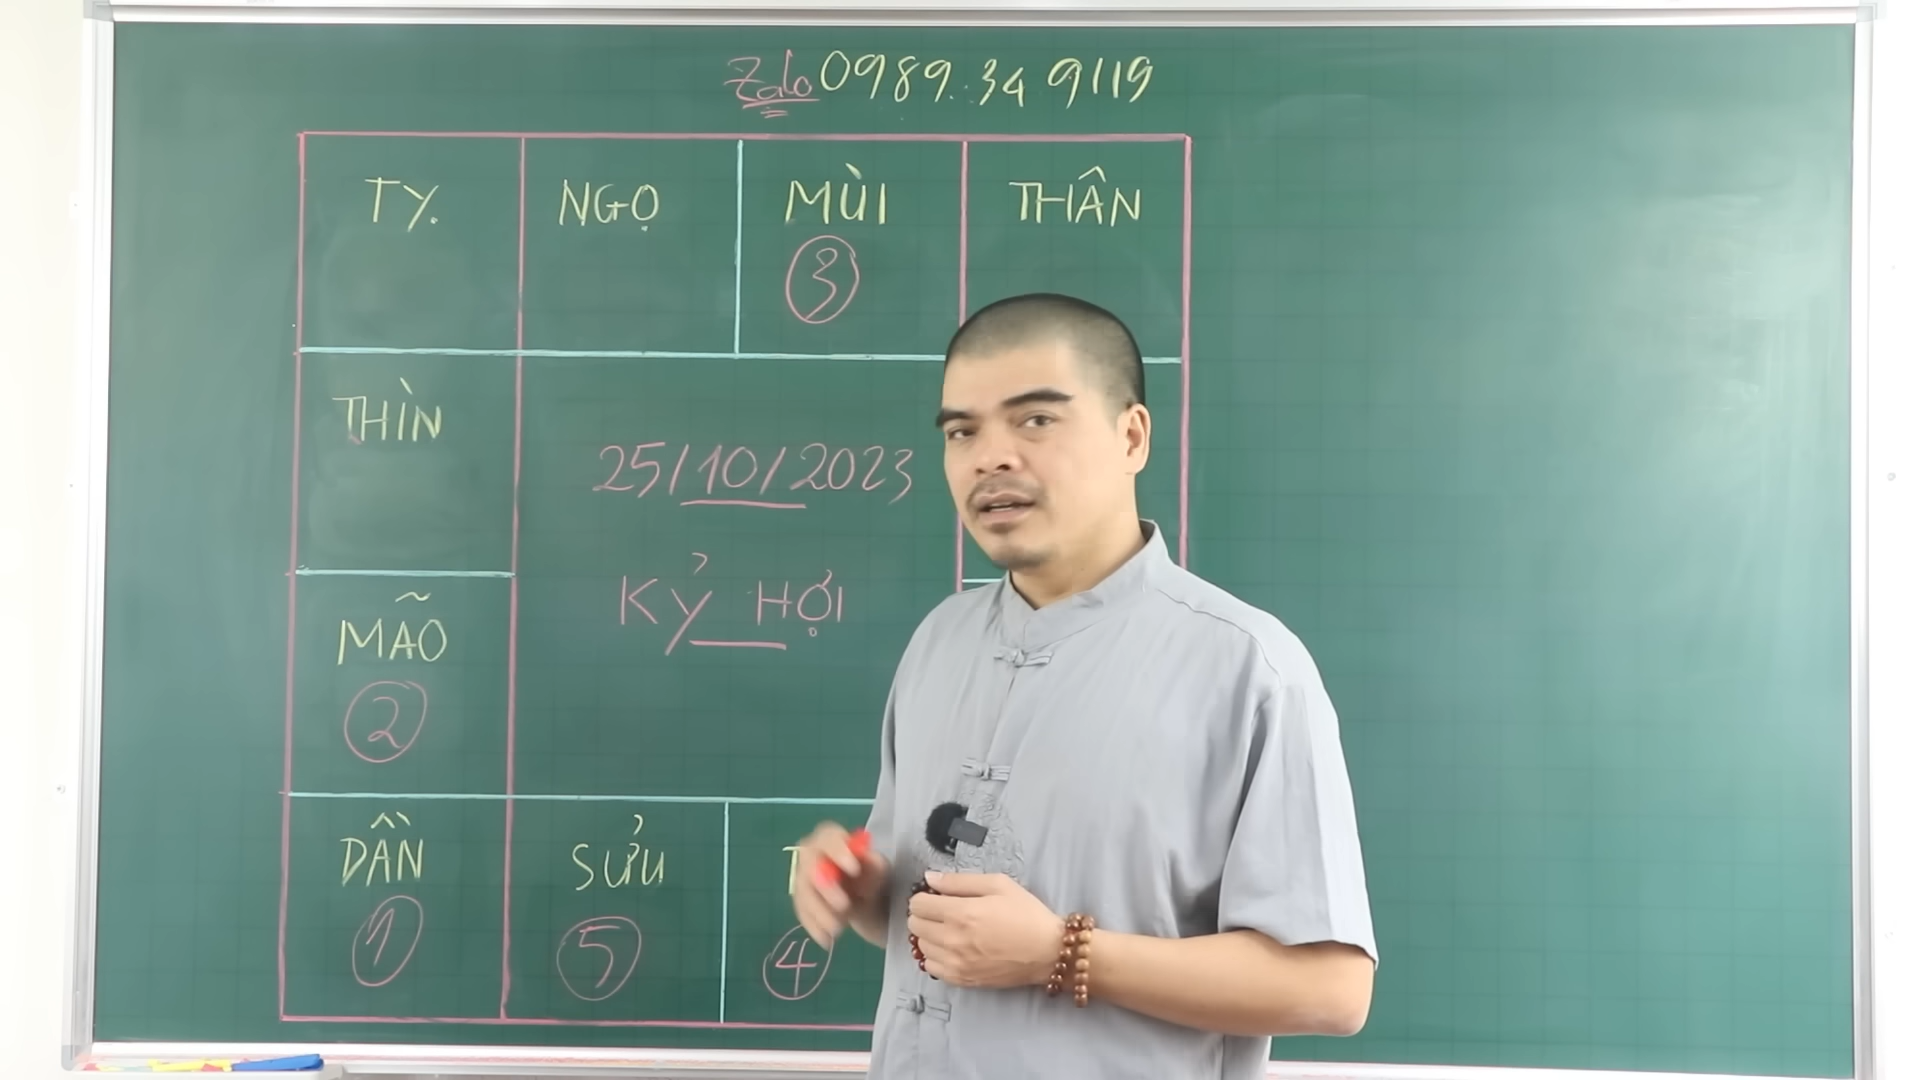 Zalo 0989.34 9119
TỴ
NGỌ
MÙI
THÂN
3
THÌN
25/10/2023
MÃO
KỶ HỢI
2
DẦN
SỬU
1
5
4